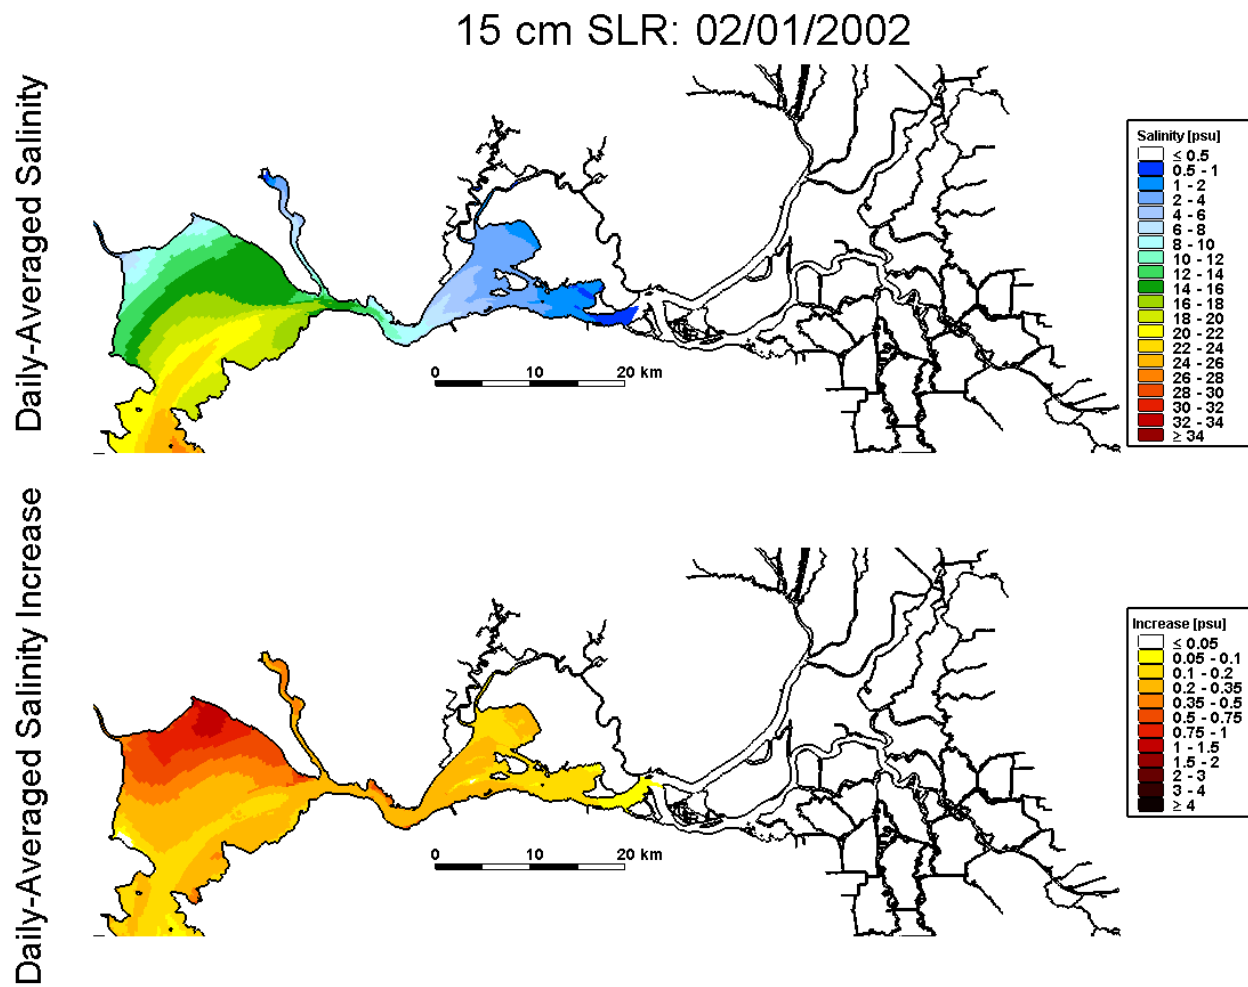 15 cm SLR: 02/01/2002
Daily-Averaged Salinity
0 10 20 km
Salinity [psu]
≤ 0.5
0.5 - 1
1 - 2
2 - 4
4 - 6
6 - 8
8 - 10
10 - 12
12 - 14
14 - 16
16 - 18
18 - 20
20 - 22
22 - 24
24 - 26
26 - 28
28 - 30
30 - 32
32 - 34
≥ 34
Daily-Averaged Salinity Increase
0 10 20 km
Increase [psu]
≤ 0.05
0.05 - 0.1
0.1 - 0.2
0.2 - 0.35
0.35 - 0.5
0.5 - 0.75
0.75 - 1
1 - 1.5
1.5 - 2
2 - 3
3 - 4
≥ 4